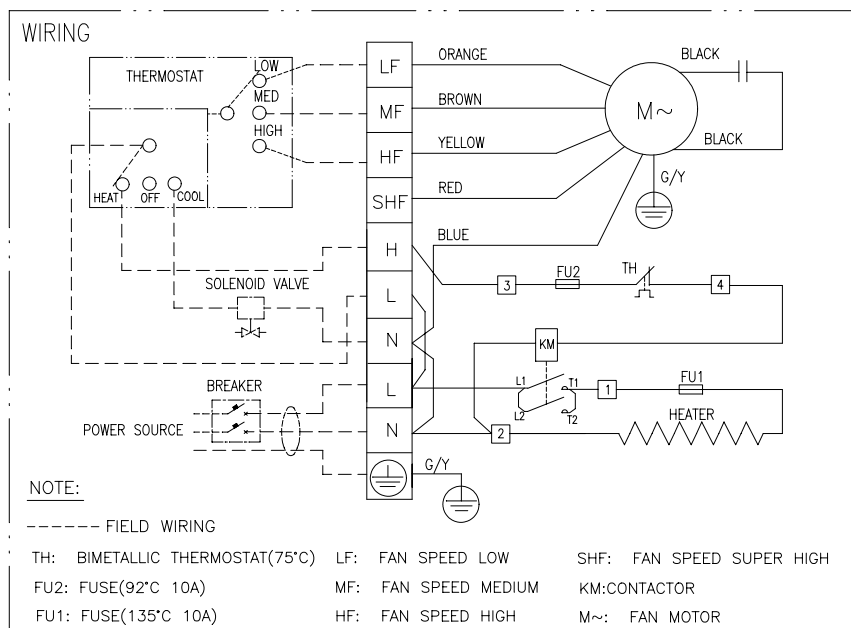 WIRING
THERMOSTAT
LOW
MED
HIGH
HEAT
OFF
COOL
LF
MF
HF
SHF
H
L
N
L
N
ORANGE
BROWN
YELLOW
RED
BLUE
BLACK
BLACK
M~
G/Y
SOLENOID VALVE
3
FU2
TH
4
KM
BREAKER
POWER SOURCE
L1
T1
L2
T2
1
FU1
HEATER
2
G/Y
NOTE:
------ FIELD WIRING
TH: BIMETALLIC THERMOSTAT(75°C)
LF: FAN SPEED LOW
SHF: FAN SPEED SUPER HIGH
FU2: FUSE(92°C 10A)
MF: FAN SPEED MEDIUM
KM:CONTACTOR
FU1: FUSE(135°C 10A)
HF: FAN SPEED HIGH
M~: FAN MOTOR